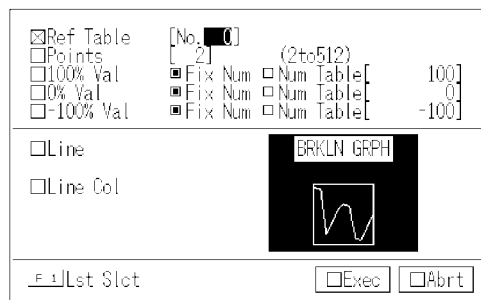 ☒Ref Table [No. 0]
☐Points [ 2] (2to512)
☐100% Val ▣Fix Num ☐Num Table[ 100]
☐0% Val ▣Fix Num ☐Num Table[ 0]
☐-100% Val ▣Fix Num ☐Num Table[ -100]
☐Line
BRKLN GRPH
☐Line Col
F 1 Lst Slct ☐Exec ☐Abrt